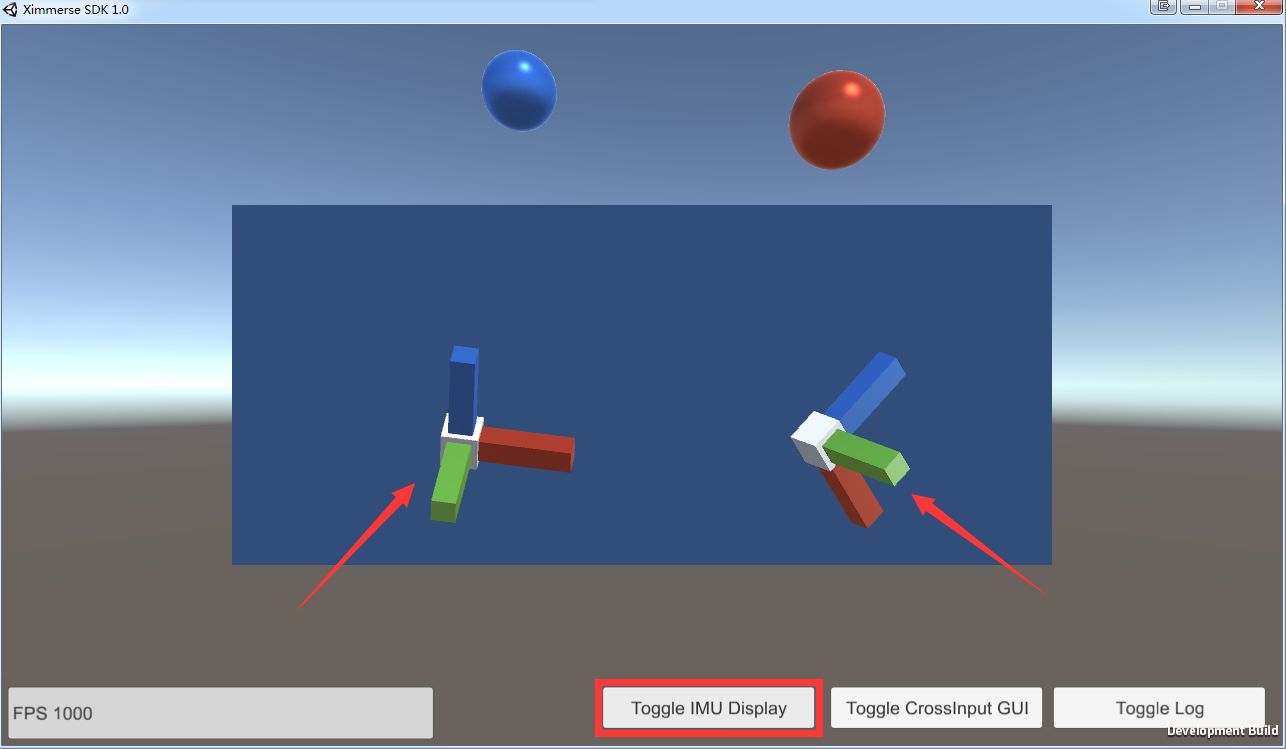 Ximmerse SDK 1.0
FPS 1000
Toggle IMU Display
Toggle CrossInput GUI
Toggle Log
Development Build